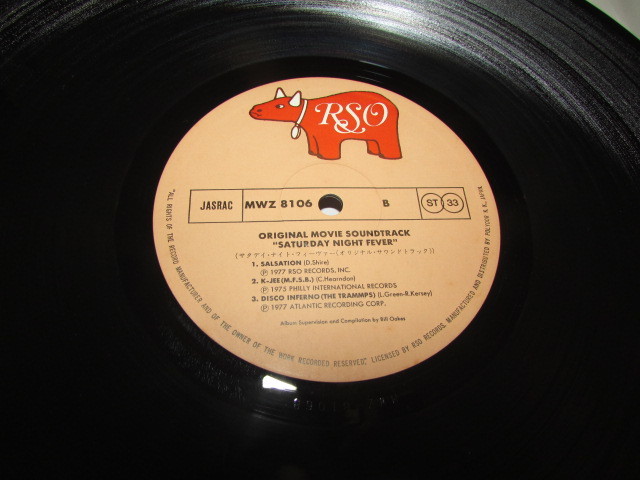 RSO
JASRAC MWZ 8106 B ST 33
ORIGINAL MOVIE SOUNDTRACK
"SATURDAY NIGHT FEVER"
(サタデイ・ナイト・フィーヴァー〈オリジナル・サウンドトラック〉)
1. SALSATION (D.Shire)
Ⓟ 1977 RSO RECORDS, INC.
2. K-JEE (M.F.S.B.) (C.Hearndon)
Ⓟ 1975 PHILLY INTERNATIONAL RECORDS
3. DISCO INFERNO (THE TRAMMPS) (L.Green-R.Kersey)
Ⓟ 1977 ATLANTIC RECORDING CORP.
Album Supervision and Compilation by Bill Oakes
"ALL RIGHTS OF THE RECORD MANUFACTURER AND OF THE OWNER OF THE WORK RECORDED RESERVED." LICENSED BY RSO RECORDS, MANUFACTURED AND DISTRIBUTED BY POLYDOR K.K., JAPAN.